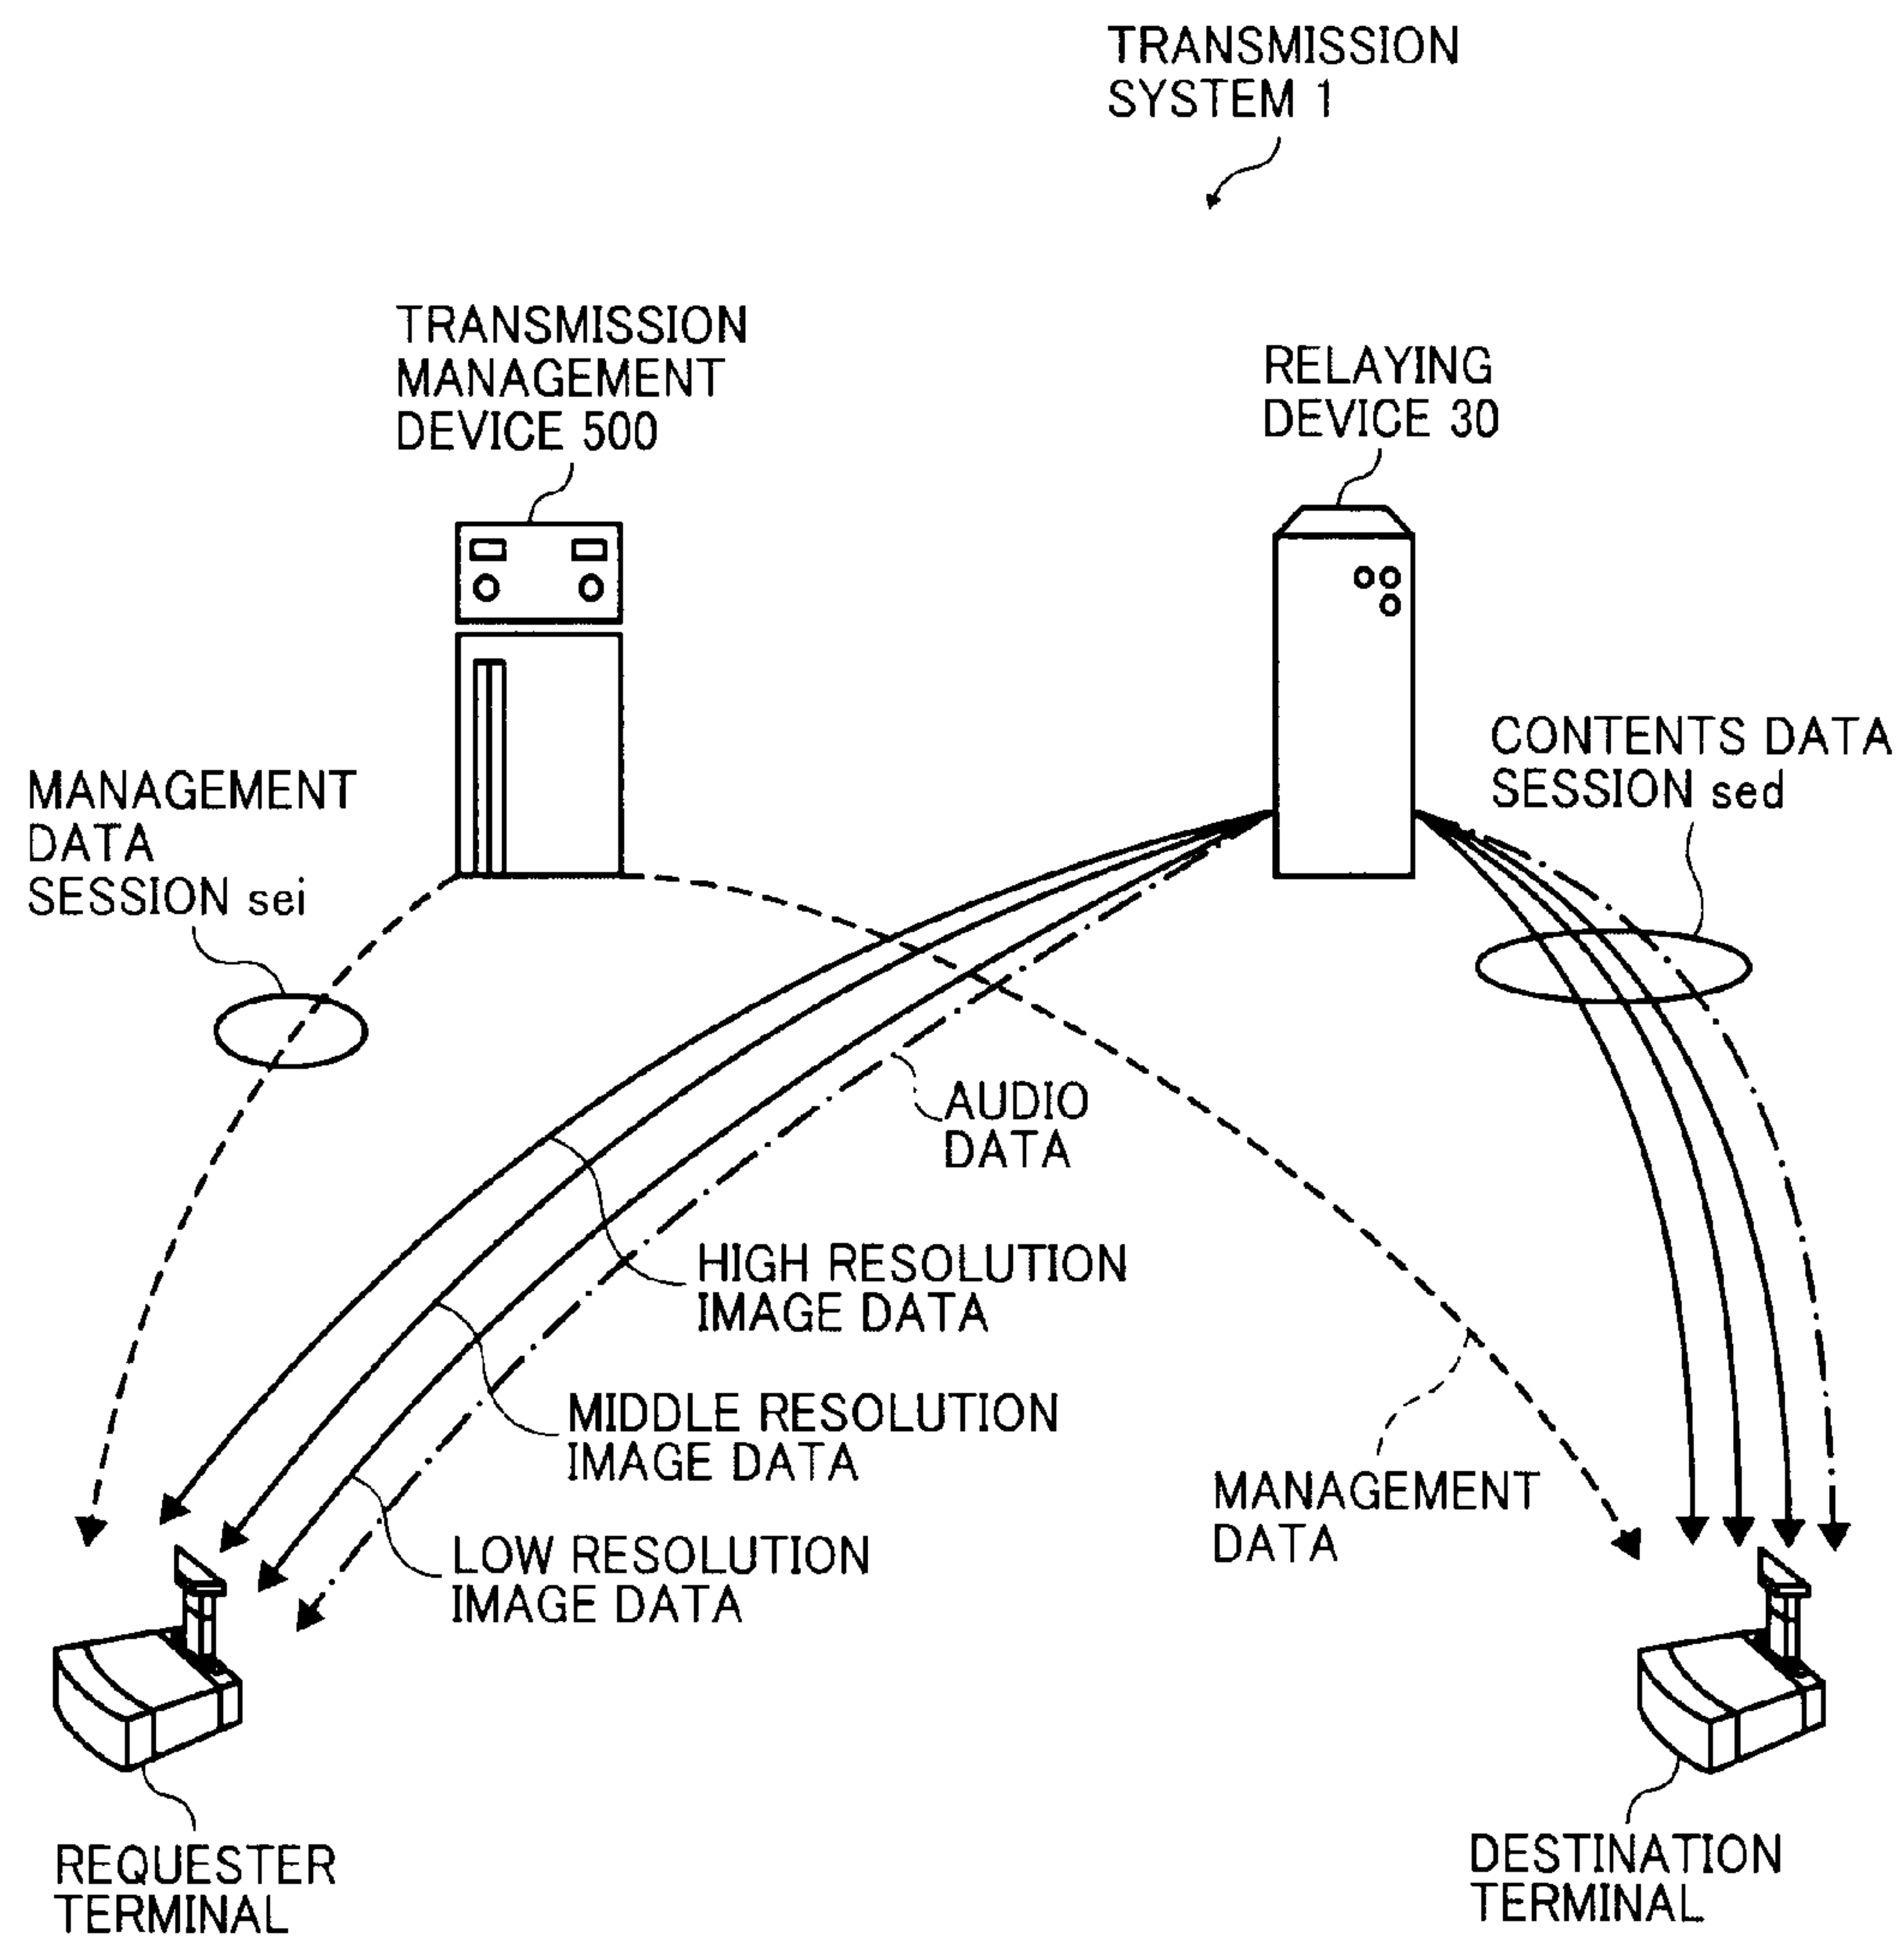 TRANSMISSION
SYSTEM 1
TRANSMISSION
MANAGEMENT
DEVICE 500
RELAYING
DEVICE 30
CONTENTS DATA
SESSION sed
MANAGEMENT
DATA
SESSION sei
AUDIO
DATA
HIGH RESOLUTION
IMAGE DATA
MIDDLE RESOLUTION
IMAGE DATA
MANAGEMENT
DATA
LOW RESOLUTION
IMAGE DATA
REQUESTER
TERMINAL
DESTINATION
TERMINAL